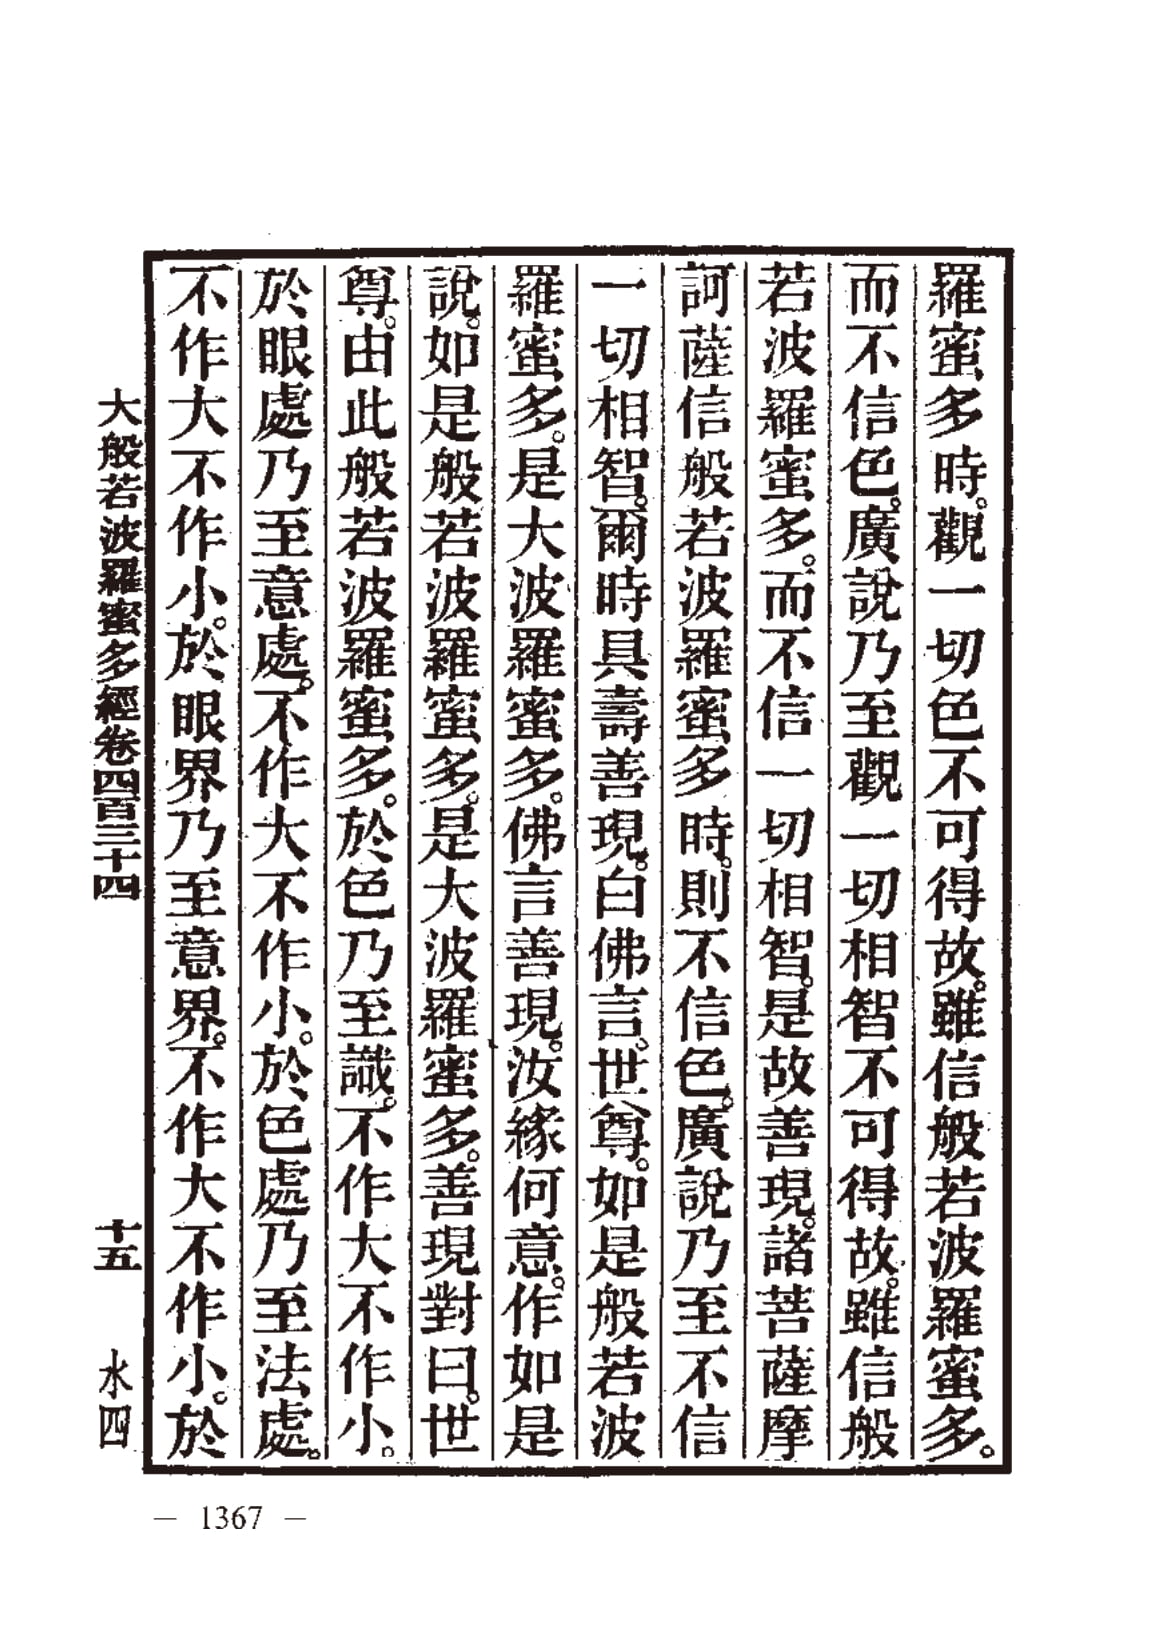 羅蜜多時。觀一切色不可得故。雖信般若波羅蜜多。
而不信色。廣說乃至觀一切相智不可得故。雖信般
若波羅蜜多。而不信一切相智。是故善現。諸菩薩摩
訶薩信般若波羅蜜多時。則不信色。廣說乃至不信
一切相智。爾時具壽善現。白佛言。世尊。如是般若波
羅蜜多。是大波羅蜜多。佛言善現。汝緣何意。作如是
說。如是般若波羅蜜多。是大波羅蜜多。善現對曰。世
尊。由此般若波羅蜜多。於色乃至識。不作大不作小。
於眼處乃至意處。不作大不作小。於色處乃至法處。
不作大不作小。於眼界乃至意界。不作大不作小。於
大般若波羅蜜多經卷四百三十四 十五 水四
— 1367 —